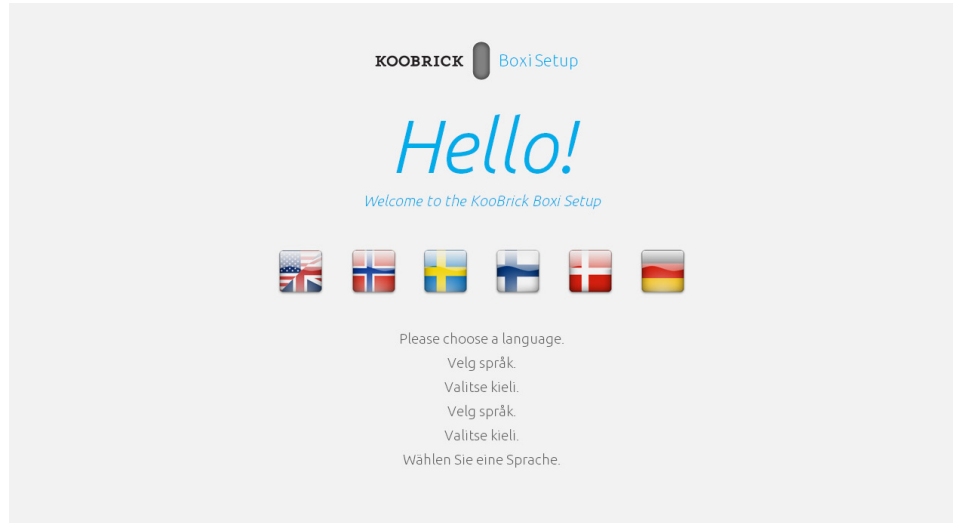 KOOBRICK Boxi Setup
Hello!
Welcome to the KooBrick Boxi Setup
Please choose a language.
Velg språk.
Valitse kieli.
Velg språk.
Valitse kieli.
Wählen Sie eine Sprache.